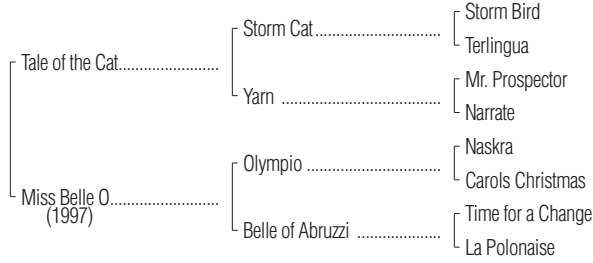 Storm Bird
Storm Cat
Terlingua
Tale of the Cat
Mr. Prospector
Yarn
Narrate
Naskra
Olympio
Carols Christmas
Miss Belle O
(1997)
Time for a Change
Belle of Abruzzi
La Polonaise